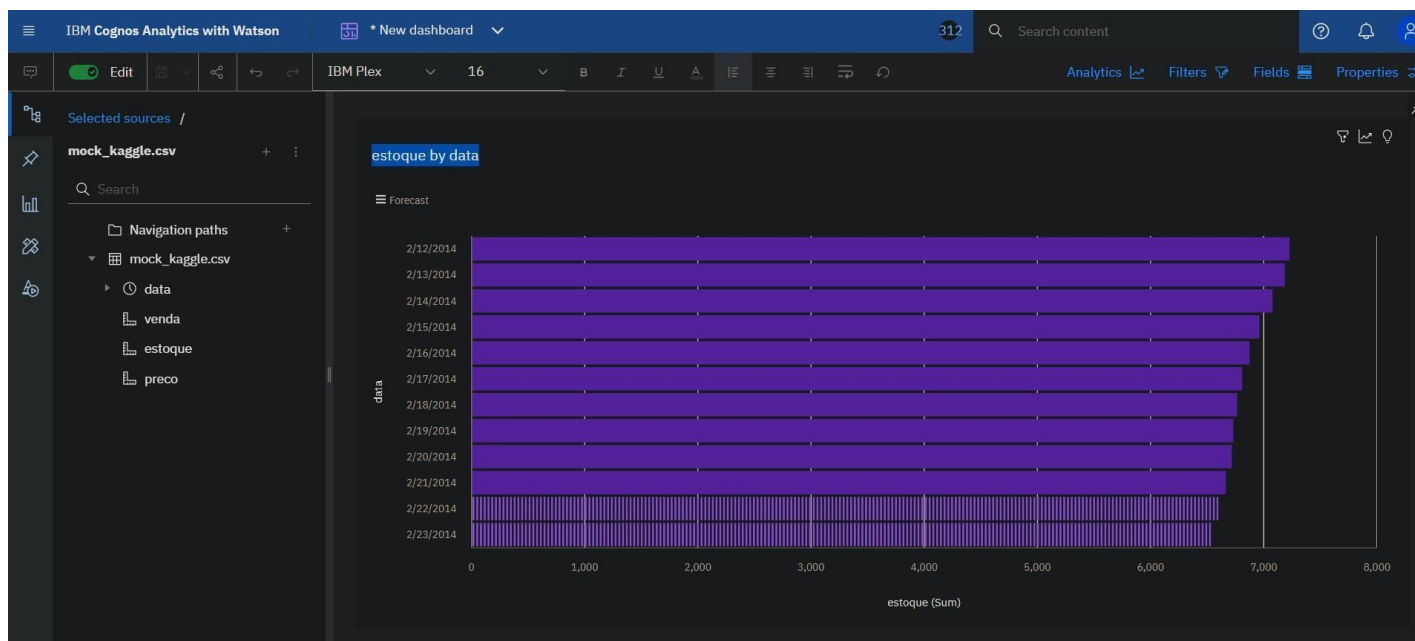 IBM Cognos Analytics with Watson
* New dashboard
312
Search content
Edit
IBM Plex
16
B I U A
Analytics
Filters
Fields
Properties
Selected sources /
mock_kaggle.csv
Search
Navigation paths
mock_kaggle.csv
data
venda
estoque
preco
estoque by data
Forecast
data
2/12/2014
2/13/2014
2/14/2014
2/15/2014
2/16/2014
2/17/2014
2/18/2014
2/19/2014
2/20/2014
2/21/2014
2/22/2014
2/23/2014
0 1,000 2,000 3,000 4,000 5,000 6,000 7,000 8,000
estoque (Sum)